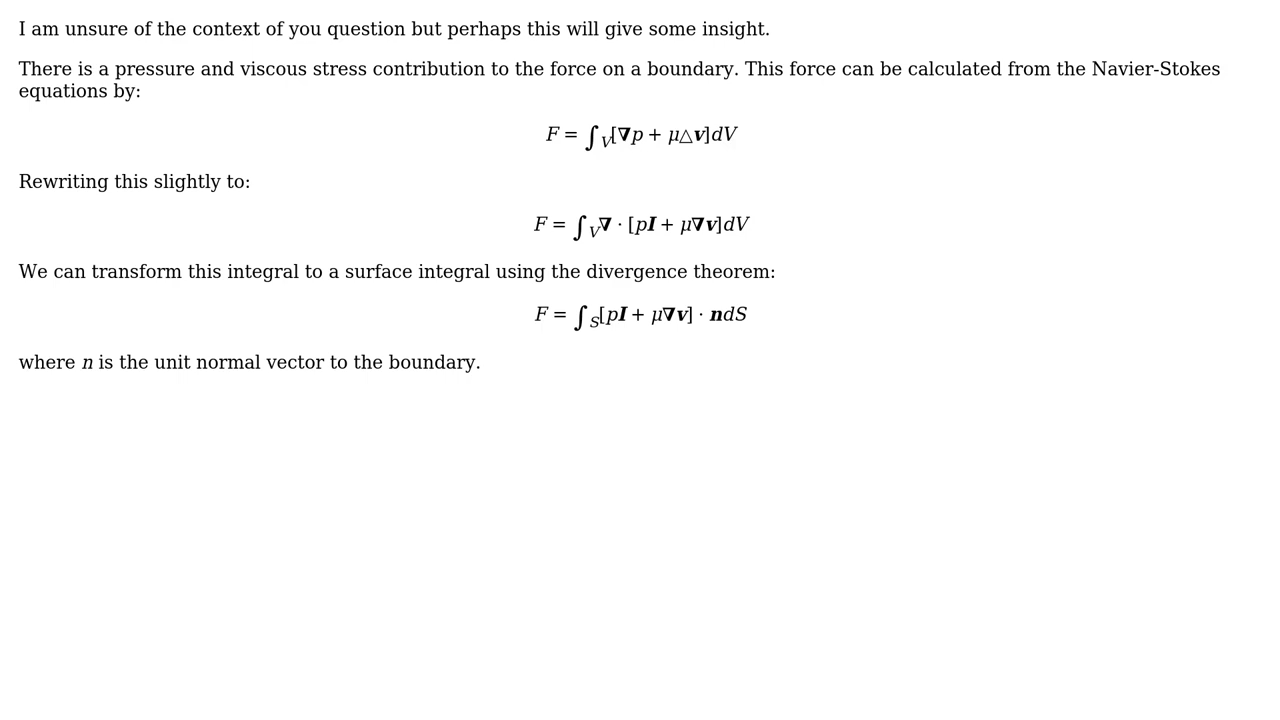 I am unsure of the context of you question but perhaps this will give some insight.
There is a pressure and viscous stress contribution to the force on a boundary. This force can be calculated from the Navier-Stokes
equations by:
F = ∫_V[∇p + μ△v]dV
Rewriting this slightly to:
F = ∫_V∇ · [pI + μ∇v]dV
We can transform this integral to a surface integral using the divergence theorem:
F = ∫_S[pI + μ∇v] · ndS
where n is the unit normal vector to the boundary.